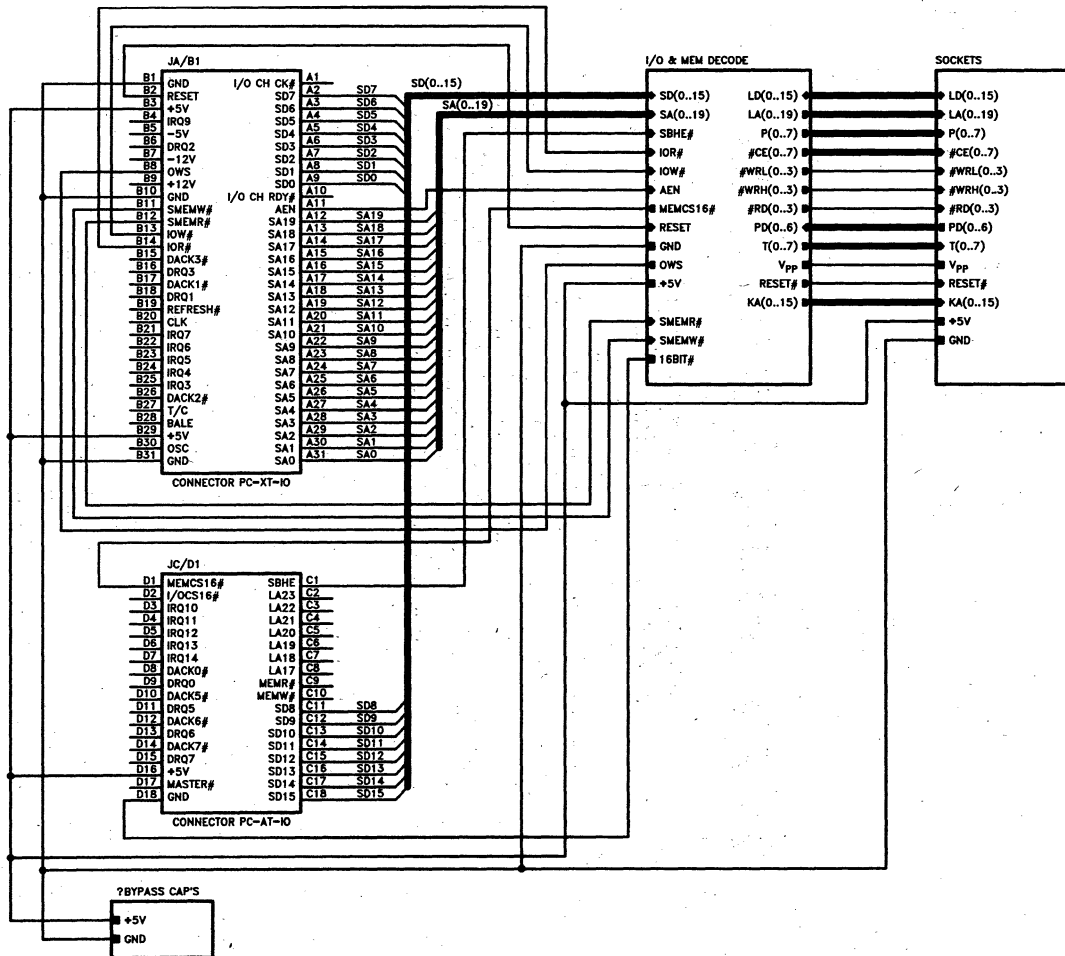 JA/B1
B1 GND I/O CH CK# A1
B2 RESET SD7 A2 SD7
B3 +5V SD6 A3 SD6
B4 IRQ9 SD5 A4 SD5
B5 -5V SD4 A5 SD4
B6 DRQ2 SD3 A6 SD3
B7 -12V SD2 A7 SD2
B8 OWS SD1 A8 SD1
B9 +12V SD0 A9 SD0
B10 GND I/O CH RDY# A10
B11 SMEMW# AEN A11
B12 SMEMR# SA19 A12 SA19
B13 IOW# SA18 A13 SA18
B14 IOR# SA17 A14 SA17
B15 DACK3# SA16 A15 SA16
B16 DRQ3 SA15 A16 SA15
B17 DACK1# SA14 A17 SA14
B18 DRQ1 SA13 A18 SA13
B19 REFRESH# SA12 A19 SA12
B20 CLK SA11 A20 SA11
B21 IRQ7 SA10 A21 SA10
B22 IRQ6 SA9 A22 SA9
B23 IRQ5 SA8 A23 SA8
B24 IRQ4 SA7 A24 SA7
B25 IRQ3 SA6 A25 SA6
B26 DACK2# SA5 A26 SA5
B27 T/C SA4 A27 SA4
B28 BALE SA3 A28 SA3
B29 +5V SA2 A29 SA2
B30 OSC SA1 A30 SA1
B31 GND SA0 A31 SA0
CONNECTOR PC-XT-IO
SD(0..15)
SA(0..19)
I/O & MEM DECODE
SD(0..15) LD(0..15)
SA(0..19) LA(0..19)
SBHE# P(0..7)
IOR# #CE(0..7)
IOW# #WRL(0..3)
AEN #WRH(0..3)
MEMCS16# #RD(0..3)
RESET PD(0..6)
GND T(0..7)
OWS VPP
+5V RESET#
KA(0..15)
SMEMR#
SMEMW#
16BIT#
SOCKETS
LD(0..15)
LA(0..19)
P(0..7)
#CE(0..7)
#WRL(0..3)
#WRH(0..3)
#RD(0..3)
PD(0..6)
T(0..7)
VPP
RESET#
KA(0..15)
+5V
GND
JC/D1
D1 MEMCS16# SBHE C1
D2 I/OCS16# LA23 C2
D3 IRQ10 LA22 C3
D4 IRQ11 LA21 C4
D5 IRQ12 LA20 C5
D6 IRQ13 LA19 C6
D7 IRQ14 LA18 C7
D8 DACK0# LA17 C8
D9 DRQ0 MEMR# C9
D10 DACK5# MEMW# C10
D11 DRQ5 SD8 C11 SD8
D12 DACK6# SD9 C12 SD9
D13 DRQ6 SD10 C13 SD10
D14 DACK7# SD11 C14 SD11
D15 DRQ7 SD12 C15 SD12
D16 +5V SD13 C16 SD13
D17 MASTER# SD14 C17 SD14
D18 GND SD15 C18 SD15
CONNECTOR PC-AT-IO
?BYPASS CAP'S
+5V
GND